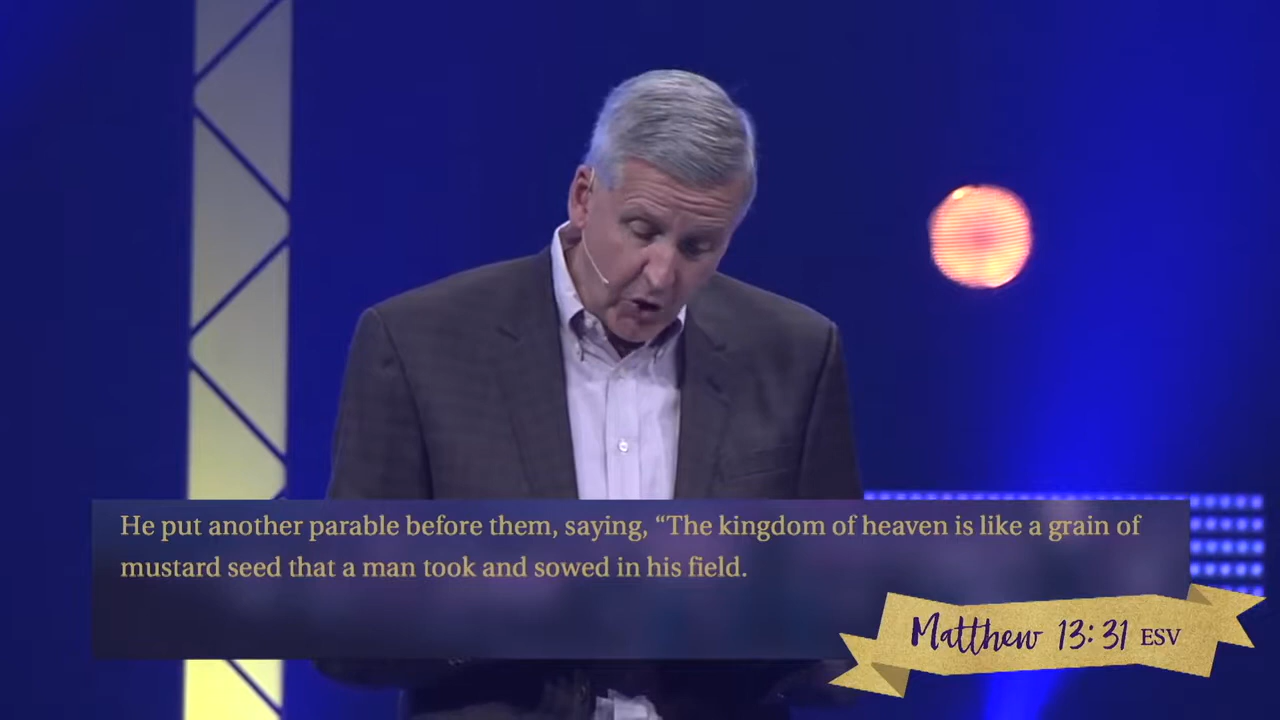 He put another parable before them, saying, “The kingdom of heaven is like a grain of
mustard seed that a man took and sowed in his field.
Matthew 13:31 ESV